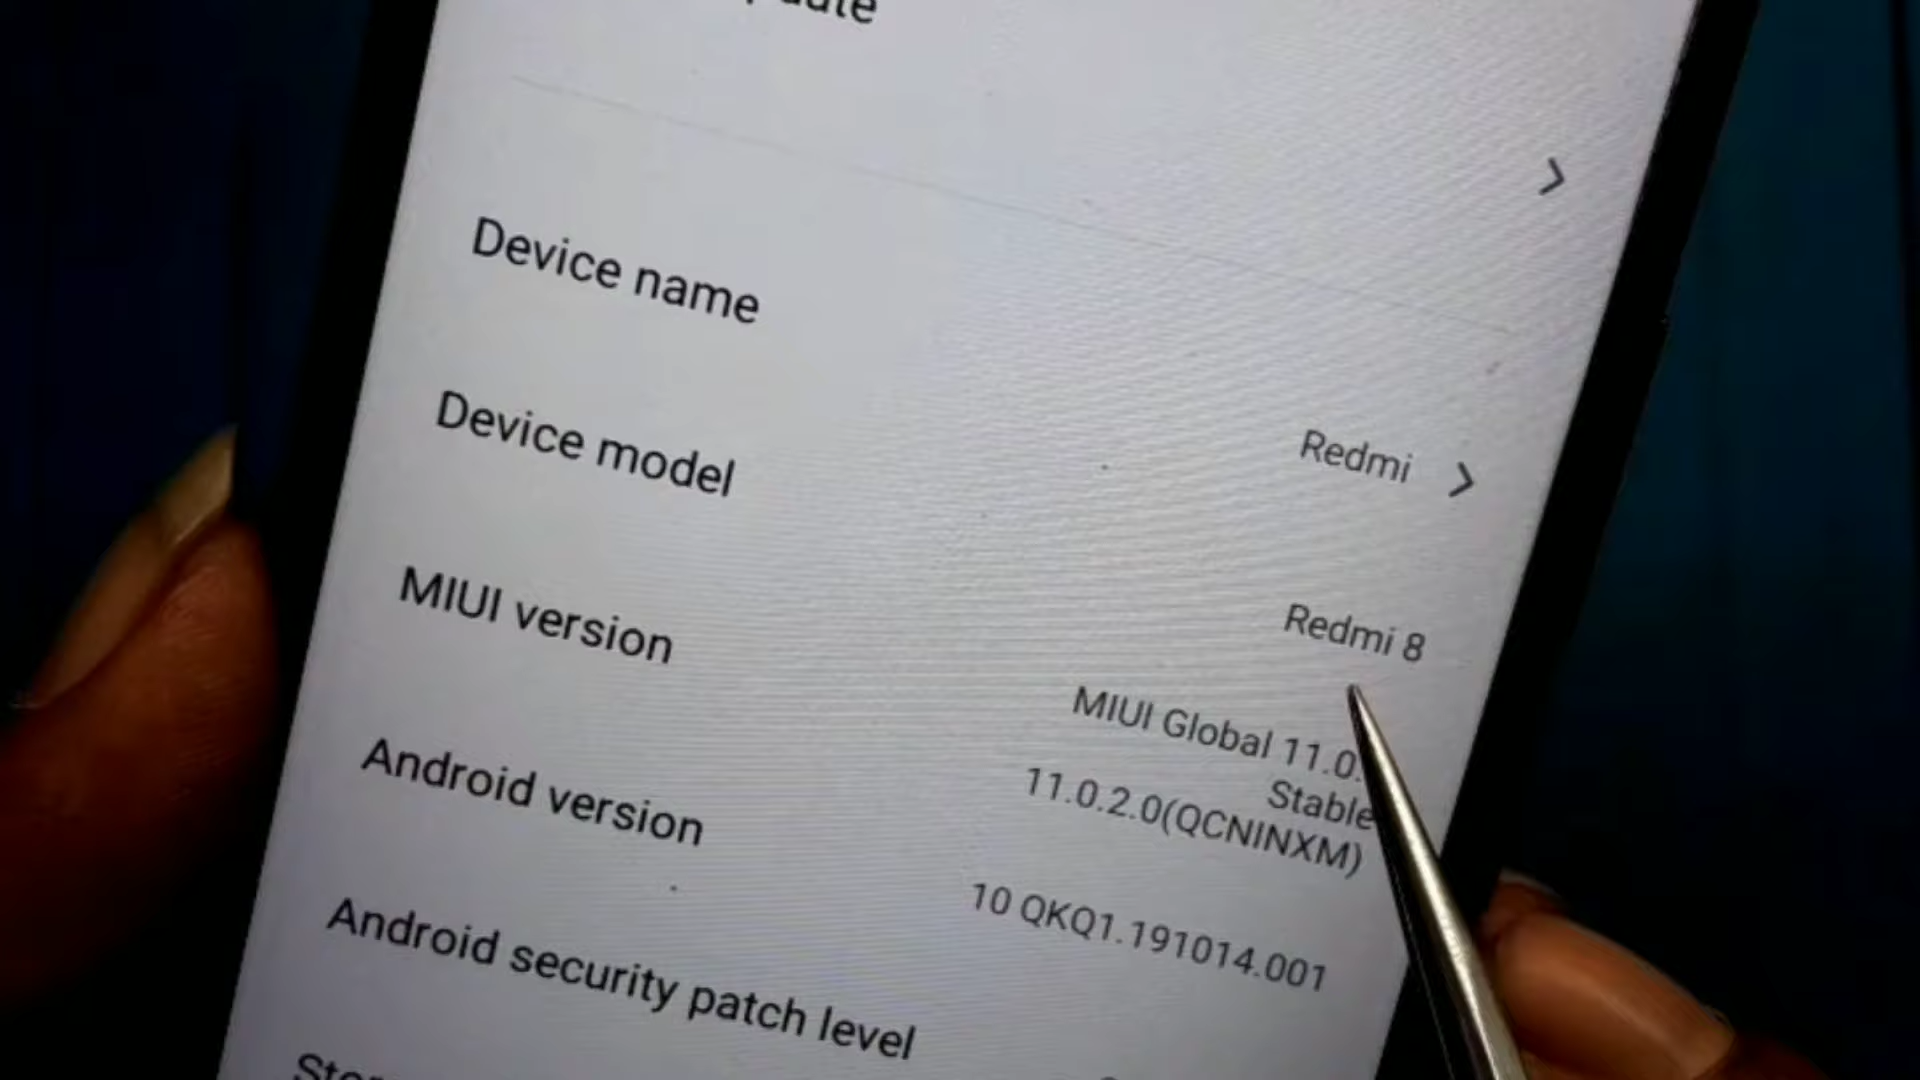 Device name
Redmi
Device model
Redmi 8
MIUI version
MIUI Global 11.0.
Stable
11.0.2.0(QCNINXM)
Android version
10 QKQ1.191014.001
Android security patch level